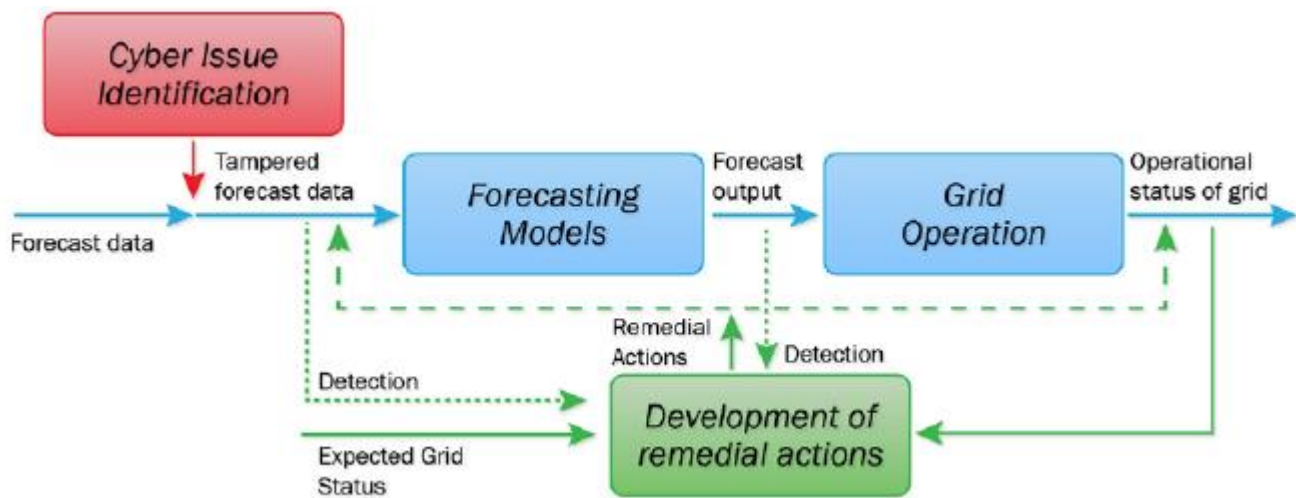 Cyber Issue
Identification
Tampered
forecast data
Forecast data
Forecasting
Models
Forecast
output
Grid
Operation
Operational
status of grid
Remedial
Actions
Detection
Detection
Expected Grid
Status
Development of
remedial actions